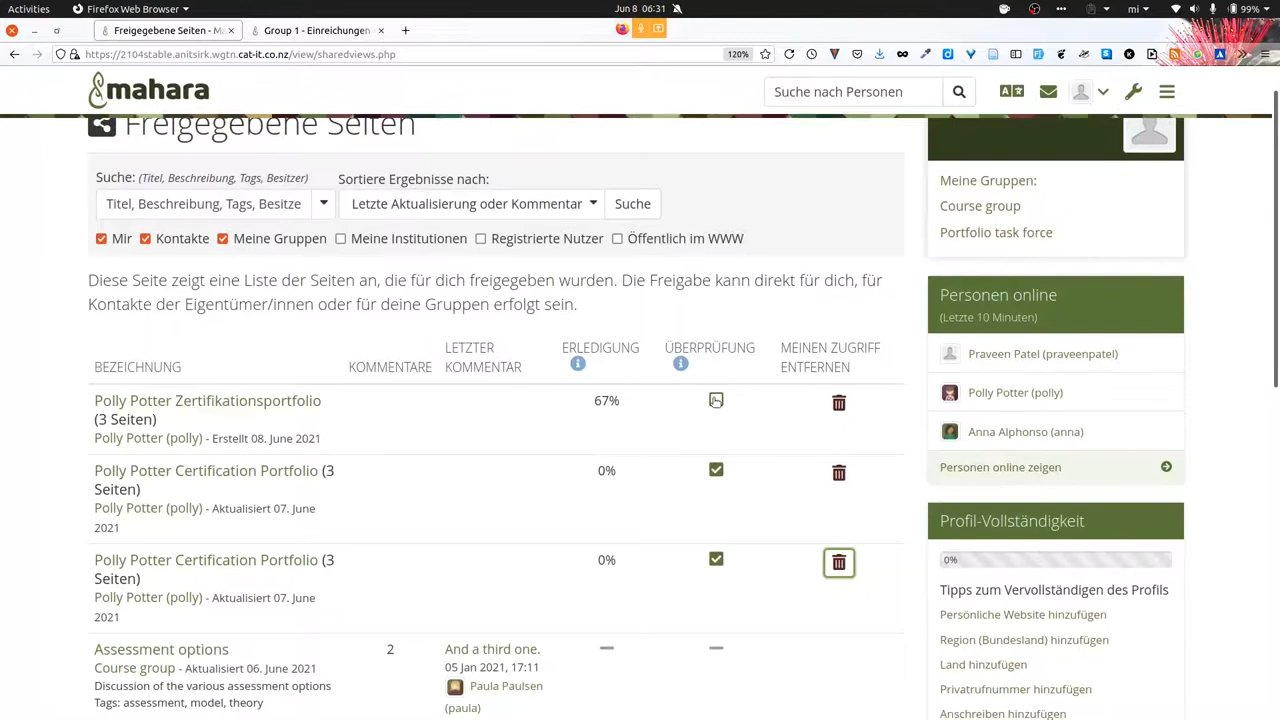 Activities
Firefox Web Browser
Jun 8 06:31
mi
99%
Freigegebene Seiten - Ma
Group 1 - Einreichungen
https://2104stable.anitsirk.wgtn.cat-it.co.nz/view/sharedviews.php
120%
mahara
Suche nach Personen
Freigegebene Seiten
Suche: (Titel, Beschreibung, Tags, Besitzer)
Sortiere Ergebnisse nach:
Titel, Beschreibung, Tags, Besitze
Letzte Aktualisierung oder Kommentar
Suche
Mir
Kontakte
Meine Gruppen
Meine Institutionen
Registrierte Nutzer
Öffentlich im WWW
Diese Seite zeigt eine Liste der Seiten an, die für dich freigegeben wurden. Die Freigabe kann direkt für dich, für
Kontakte der Eigentümer/innen oder für deine Gruppen erfolgt sein.
BEZEICHNUNG
KOMMENTARE
LETZTER
KOMMENTAR
ERLEDIGUNG
ÜBERPRÜFUNG
MEINEN ZUGRIFF
ENTFERNEN
Polly Potter Zertifikationsportfolio
(3 Seiten)
Polly Potter (polly) - Erstellt 08. June 2021
67%
Polly Potter Certification Portfolio (3
Seiten)
Polly Potter (polly) - Aktualisiert 07. June
2021
0%
Polly Potter Certification Portfolio (3
Seiten)
Polly Potter (polly) - Aktualisiert 07. June
2021
0%
Assessment options
Course group - Aktualisiert 06. June 2021
Discussion of the various assessment options
Tags: assessment, model, theory
2
And a third one.
05 Jan 2021, 17:11
Paula Paulsen
(paula)
Meine Gruppen:
Course group
Portfolio task force
Personen online
(Letzte 10 Minuten)
Praveen Patel (praveenpatel)
Polly Potter (polly)
Anna Alphonso (anna)
Personen online zeigen
Profil-Vollständigkeit
0%
Tipps zum Vervollständigen des Profils
Persönliche Website hinzufügen
Region (Bundesland) hinzufügen
Land hinzufügen
Privatrufnummer hinzufügen
Anschreiben hinzufügen